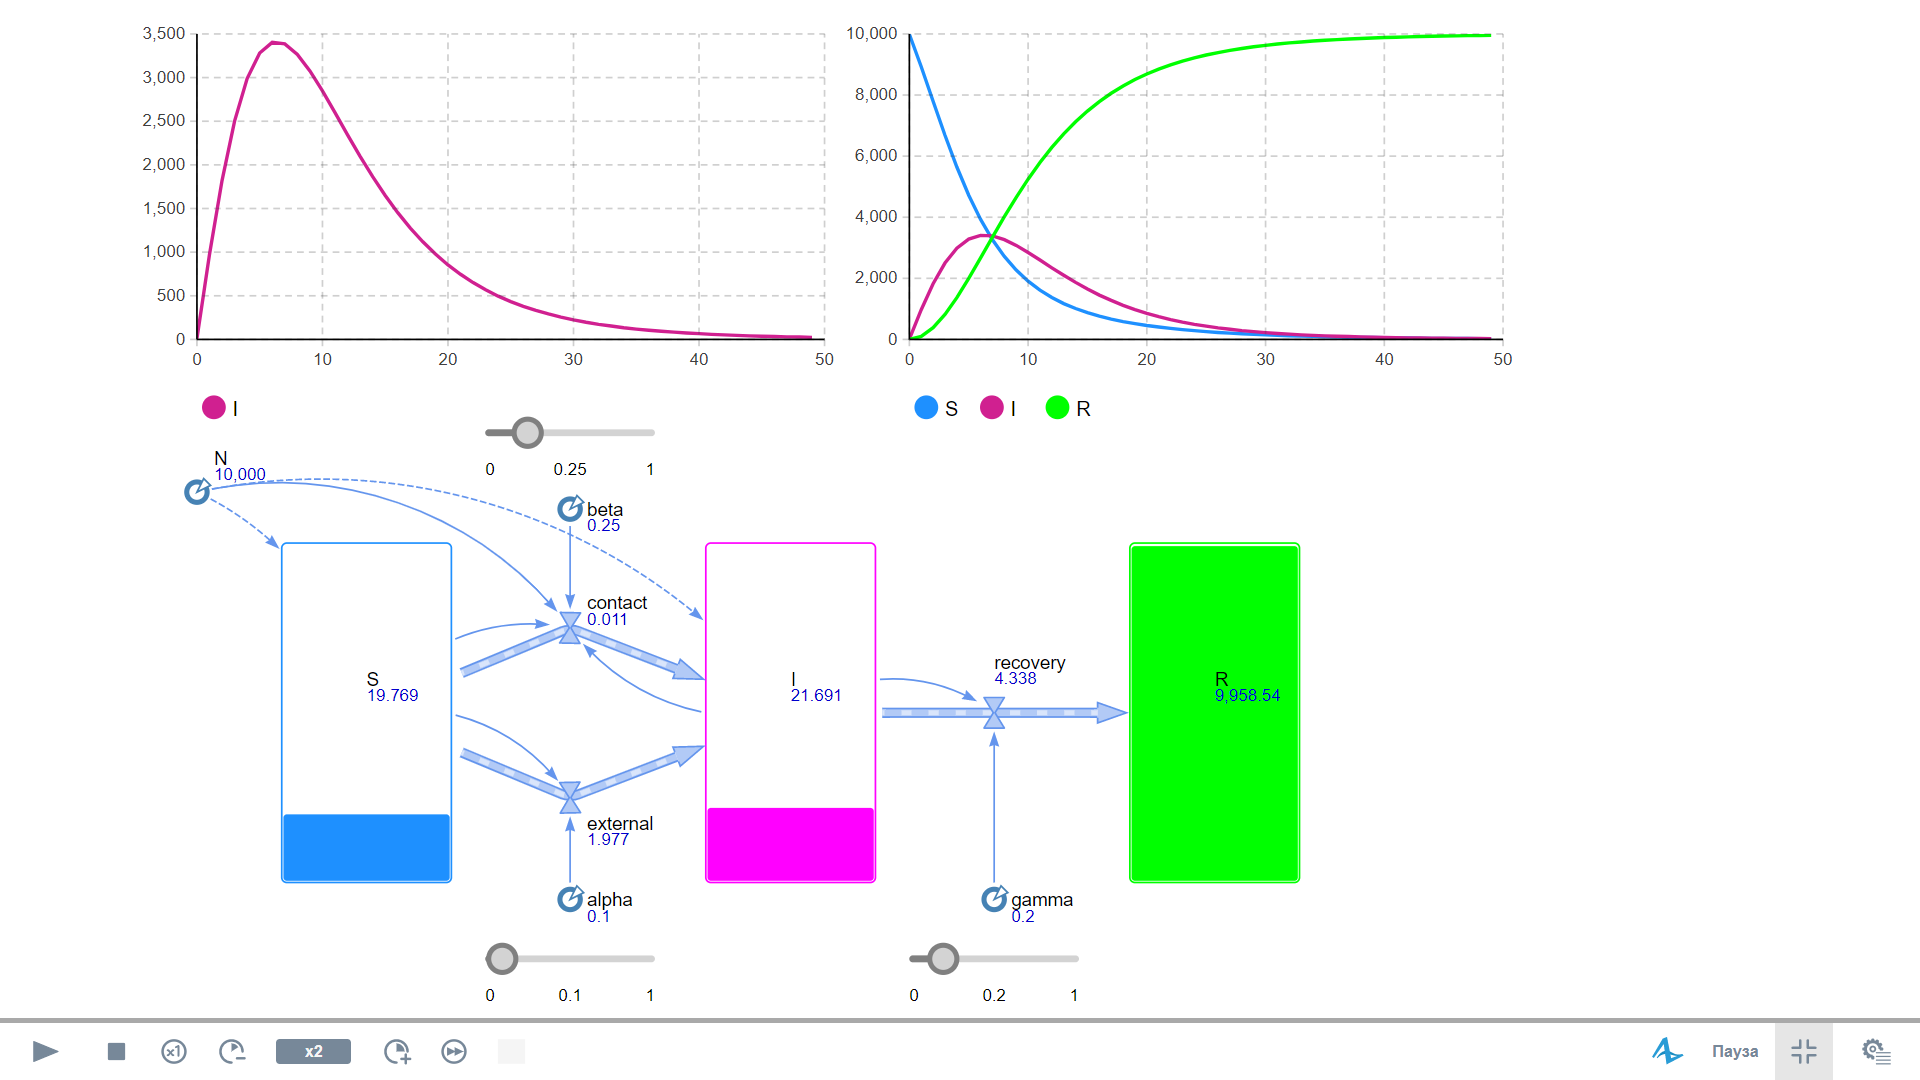 3,500
3,000
2,500
2,000
1,500
1,000
500
0
0 10 20 30 40 50
I
10,000
8,000
6,000
4,000
2,000
0
0 10 20 30 40 50
S I R
0 0.25 1
N
10,000
beta
0.25
contact
0.011
S
19.769
I
21.691
recovery
4.338
R
9,958.54
external
1.977
alpha
0.1
gamma
0.2
0 0.1 1
0 0.2 1
x1
x2
Пауза